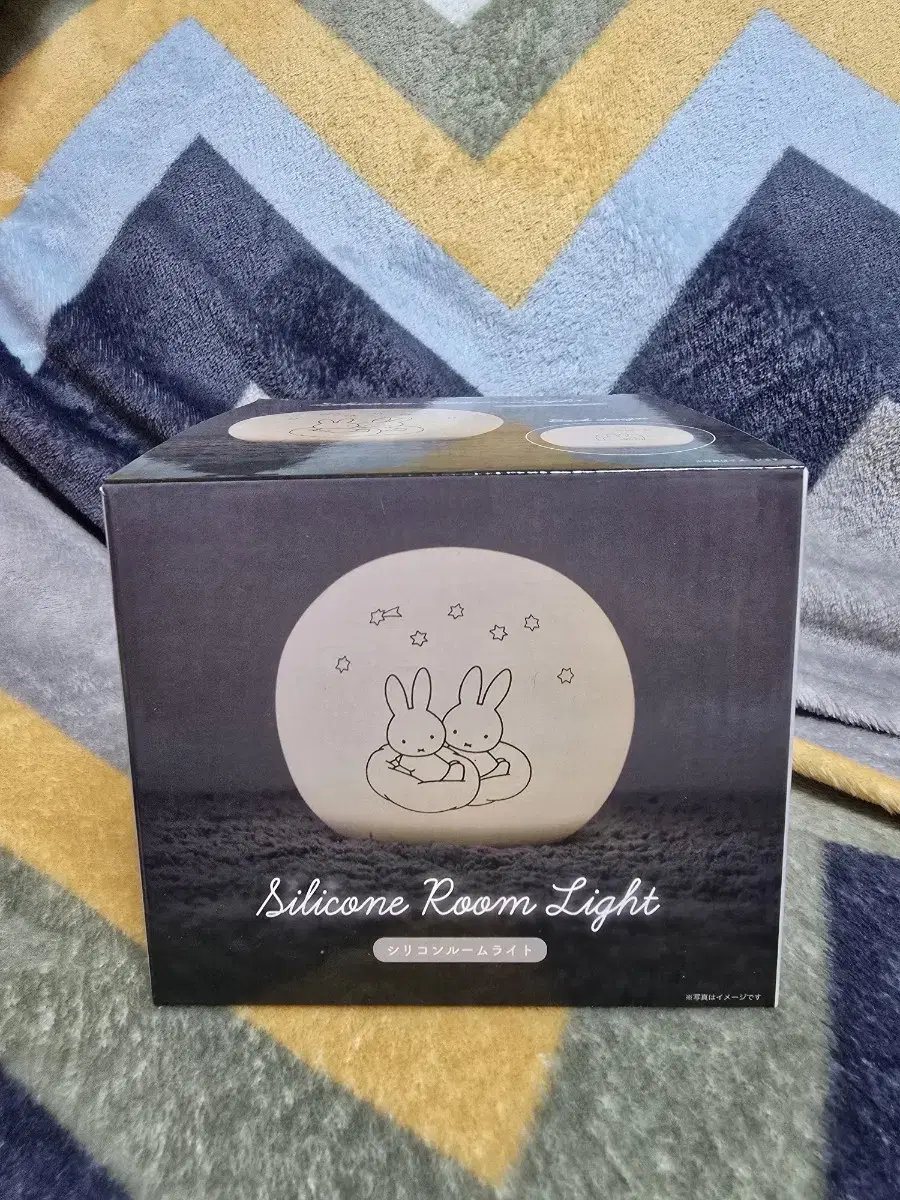 Silicone Room Light
シリコンルームライト
※写真はイメージです